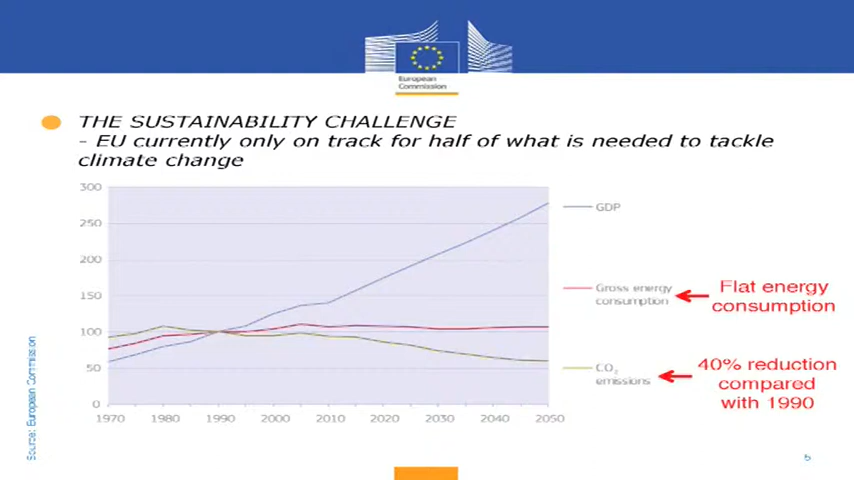 European
Commission
THE SUSTAINABILITY CHALLENGE
- EU currently only on track for half of what is needed to tackle
climate change
300
250
200
150
100
50
0
1970 1980 1990 2000 2010 2020 2030 2040 2050
GDP
Gross energy
consumption
CO2
emissions
Flat energy
consumption
40% reduction
compared
with 1990
Source: European Commission
5